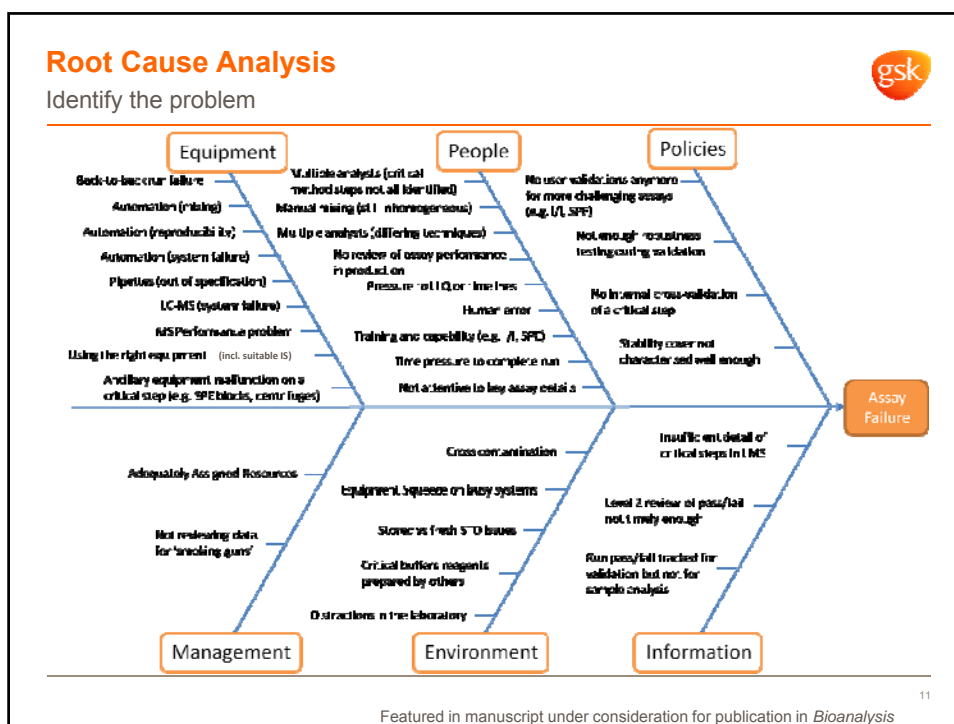 Root Cause Analysis
Identify the problem
gsk
Equipment
People
Policies
Back-to-back run failure
Automation (mixing)
Automation (reproducibility)
Automation (system failure)
Pipettes (out of specification)
LC-MS (system failure)
MS Performance problem
Using the right equipment (incl. suitable IS)
Ancillary equipment malfunction on a
critical step (e.g. SPE blocks, centrifuges)
Multiple analysis (critical
method steps not all identified)
Manual mixing (still inhomogeneous)
Multiple analysts (differing techniques)
No review of assay performance
in production
Pressure not I.Q. or timelines
Human error
Training and capability (e.g. l/l, SPE)
Time pressure to complete run
Not attentive to key assay details
No user validations anymore
for more challenging assays
(e.g. l/l, SPE)
Not enough robustness
testing during validation
No internal cross-validation
of a critical step
Stability cover not
characterised well enough
Assay
Failure
Adequately Assigned Resources
Not reviewing data
for 'smoking guns'
Cross contamination
Equipment Squeeze on busy systems
Stored vs fresh STD issues
Critical buffers reagents
prepared by others
Distractions in the laboratory
Insufficient detail of
critical steps in LIMS
Level 2 review of pass/fail
not timely enough
Run pass/fail tracked for
validation but not for
sample analysis
Management
Environment
Information
11
Featured in manuscript under consideration for publication in Bioanalysis